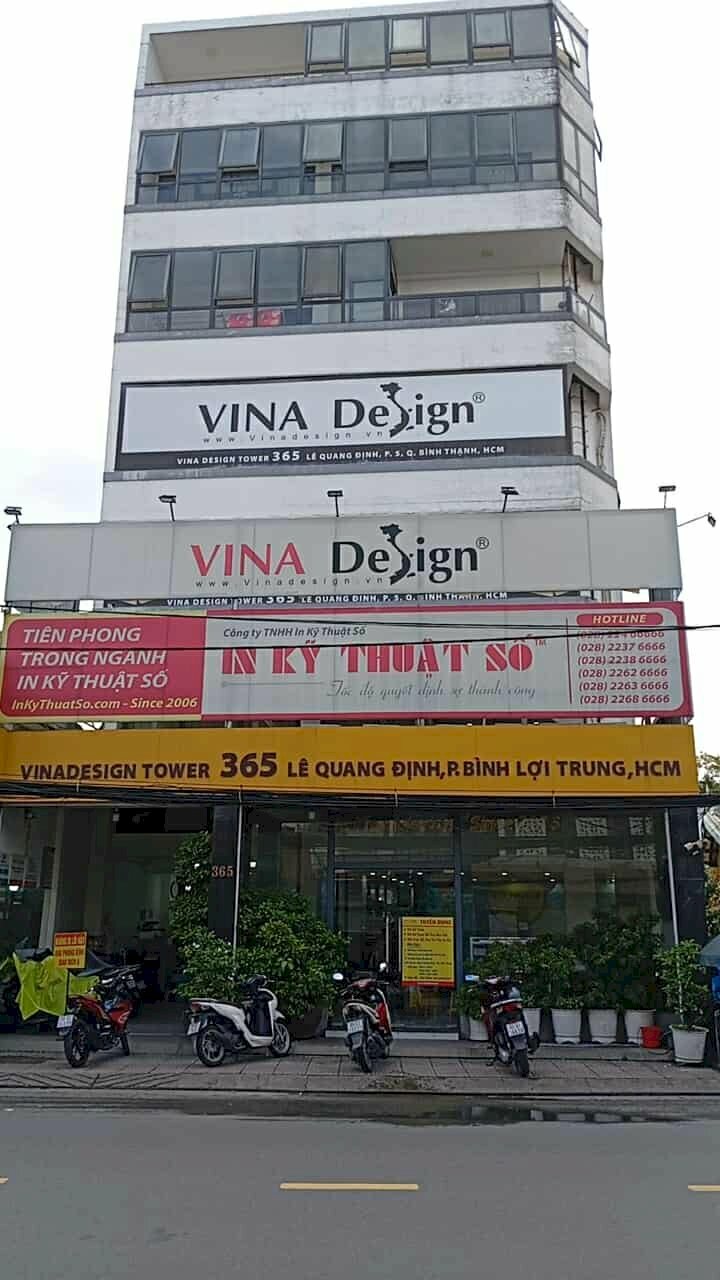 VINA Design®
www.Vinadesign.vn
VINA DESIGN TOWER 365 LÊ QUANG ĐỊNH, P. 5, Q. BÌNH THẠNH, HCM
VINA Design®
www.Vinadesign.vn
VINA DESIGN TOWER 365 LÊ QUANG ĐỊNH, P. 5, Q. BÌNH THẠNH, HCM
TIÊN PHONG
TRONG NGÀNH
IN KỸ THUẬT SỐ
InKyThuatSo.com - Since 2006
Công ty TNHH In Kỹ Thuật Số
IN KỸ THUẬT SỐ™
Tốc độ quyết định sự thành công
HOTLINE
(028) 2237 6666
(028) 2238 6666
(028) 2262 6666
(028) 2263 6666
(028) 2268 6666
VINADESIGN TOWER 365 LÊ QUANG ĐỊNH,P.BÌNH LỢI TRUNG,HCM
365
TUYỂN DỤNG